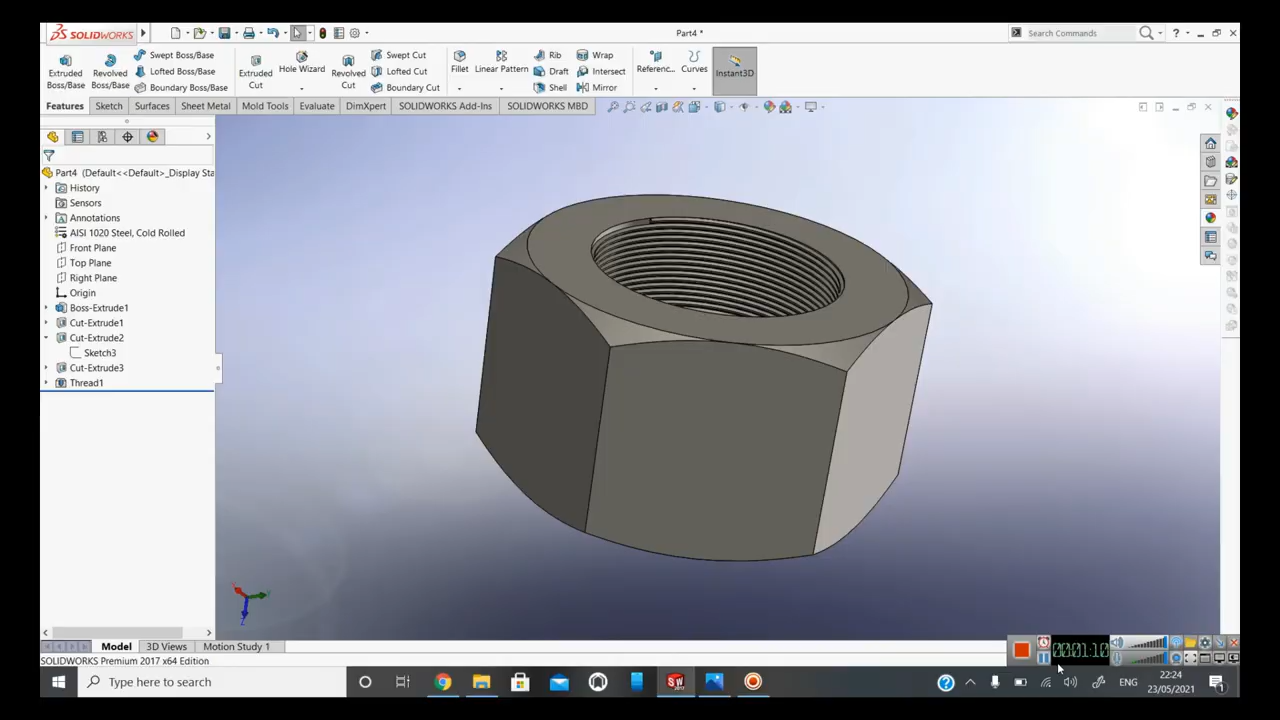 SOLIDWORKS
Part4 *
Search Commands
Extruded Boss/Base
Revolved Boss/Base
Swept Boss/Base
Lofted Boss/Base
Boundary Boss/Base
Extruded Cut
Hole Wizard
Revolved Cut
Swept Cut
Lofted Cut
Boundary Cut
Fillet
Linear Pattern
Rib
Draft
Shell
Wrap
Intersect
Mirror
Referenc...
Curves
Instant3D
Features
Sketch
Surfaces
Sheet Metal
Mold Tools
Evaluate
DimXpert
SOLIDWORKS Add-Ins
SOLIDWORKS MBD
Part4 (Default<<Default>_Display Sta
History
Sensors
Annotations
AISI 1020 Steel, Cold Rolled
Front Plane
Top Plane
Right Plane
Origin
Boss-Extrude1
Cut-Extrude1
Cut-Extrude2
Sketch3
Cut-Extrude3
Thread1
Model
3D Views
Motion Study 1
SOLIDWORKS Premium 2017 x64 Edition
000:1:10
Type here to search
ENG
22:24
23/05/2021